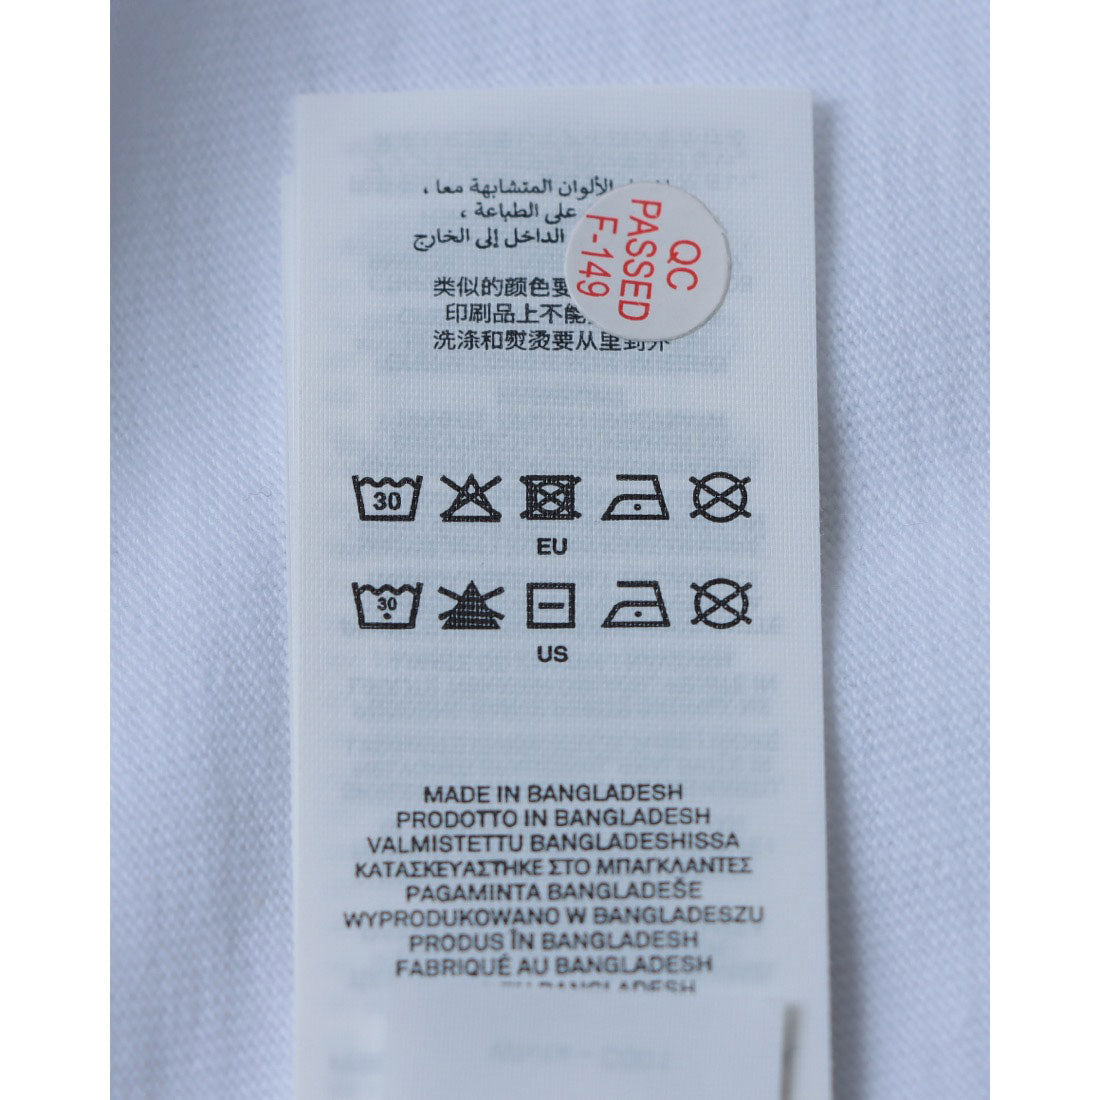 الألوان المتشابهة معا ،
على الطباعة ،
الداخل إلى الخارج
QC
PASSED
F-149
类似的颜色要
印刷品上不能
洗涤和熨烫要从里到外
30
EU
30
US
MADE IN BANGLADESH
PRODOTTO IN BANGLADESH
VALMISTETTU BANGLADESHISSA
ΚΑΤΑΣΚΕΥΑΣΤΗΚΕ ΣΤΟ ΜΠΑΓΚΛΑΝΤΕΣ
PAGAMINTA BANGLADEŠE
WYPRODUKOWANO W BANGLADESZU
PRODUS ÎN BANGLADESH
FABRIQUÉ AU BANGLADESH
BANGLADESH